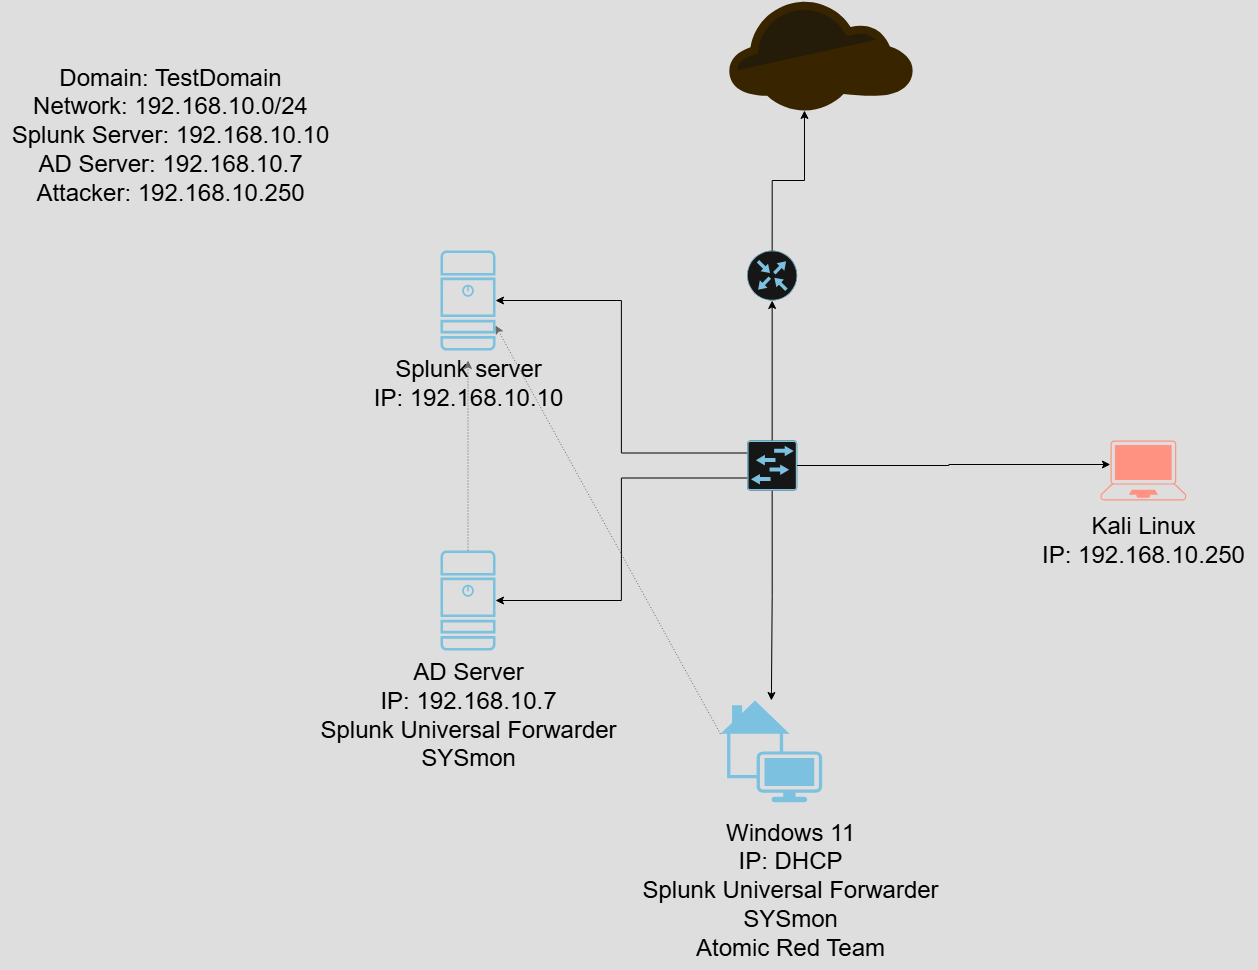 Domain: TestDomain
Network: 192.168.10.0/24
Splunk Server: 192.168.10.10
AD Server: 192.168.10.7
Attacker: 192.168.10.250
Splunk server
IP: 192.168.10.10
Kali Linux
IP: 192.168.10.250
AD Server
IP: 192.168.10.7
Splunk Universal Forwarder
SYSmon
Windows 11
IP: DHCP
Splunk Universal Forwarder
SYSmon
Atomic Red Team